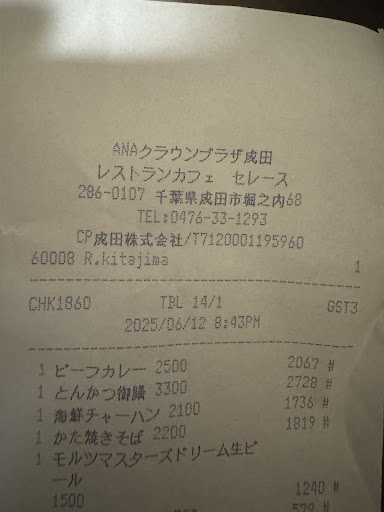 ANAクラウンプラザ成田
レストランカフェ セレース
286-0107 千葉県成田市堀之内68
TEL:0476-33-1293
CP成田株式会社/T7120001195960
60008 R.kitajima 1
CHK1860 TBL 14/1 GST3
2025/06/12 8:43PM
1 ビーフカレー 2500 2067 #
1 とんかつ御膳 3300 2728 #
1 海鮮チャーハン 2100 1736 #
1 かた焼きそば 2200 1819 #
1 モルツマスターズドリーム生ビ
ール
1500 1240 #
579 #